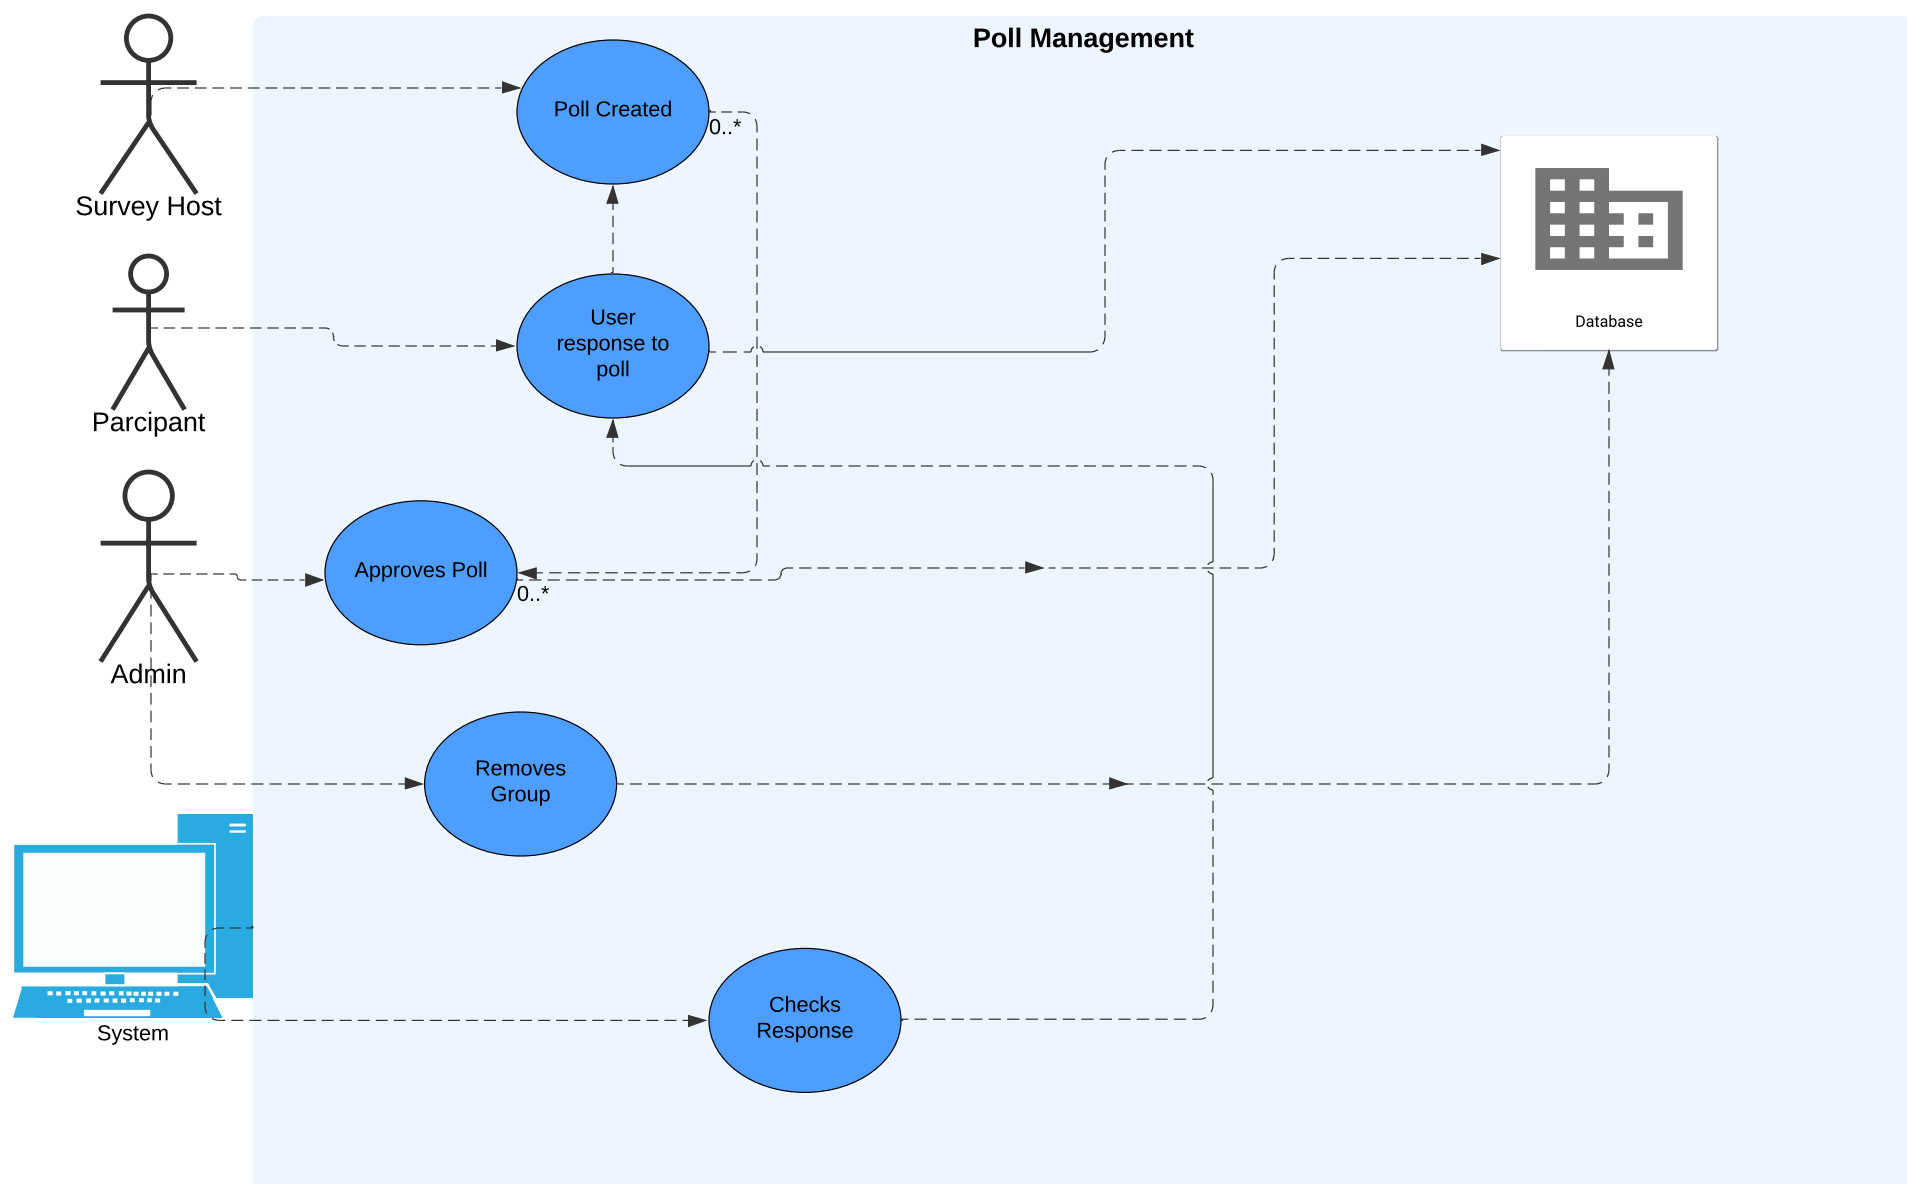 Poll Management
Survey Host
Poll Created
0..*
Database
Parcipant
User
response to
poll
Admin
Approves Poll
0..*
Removes
Group
System
Checks
Response